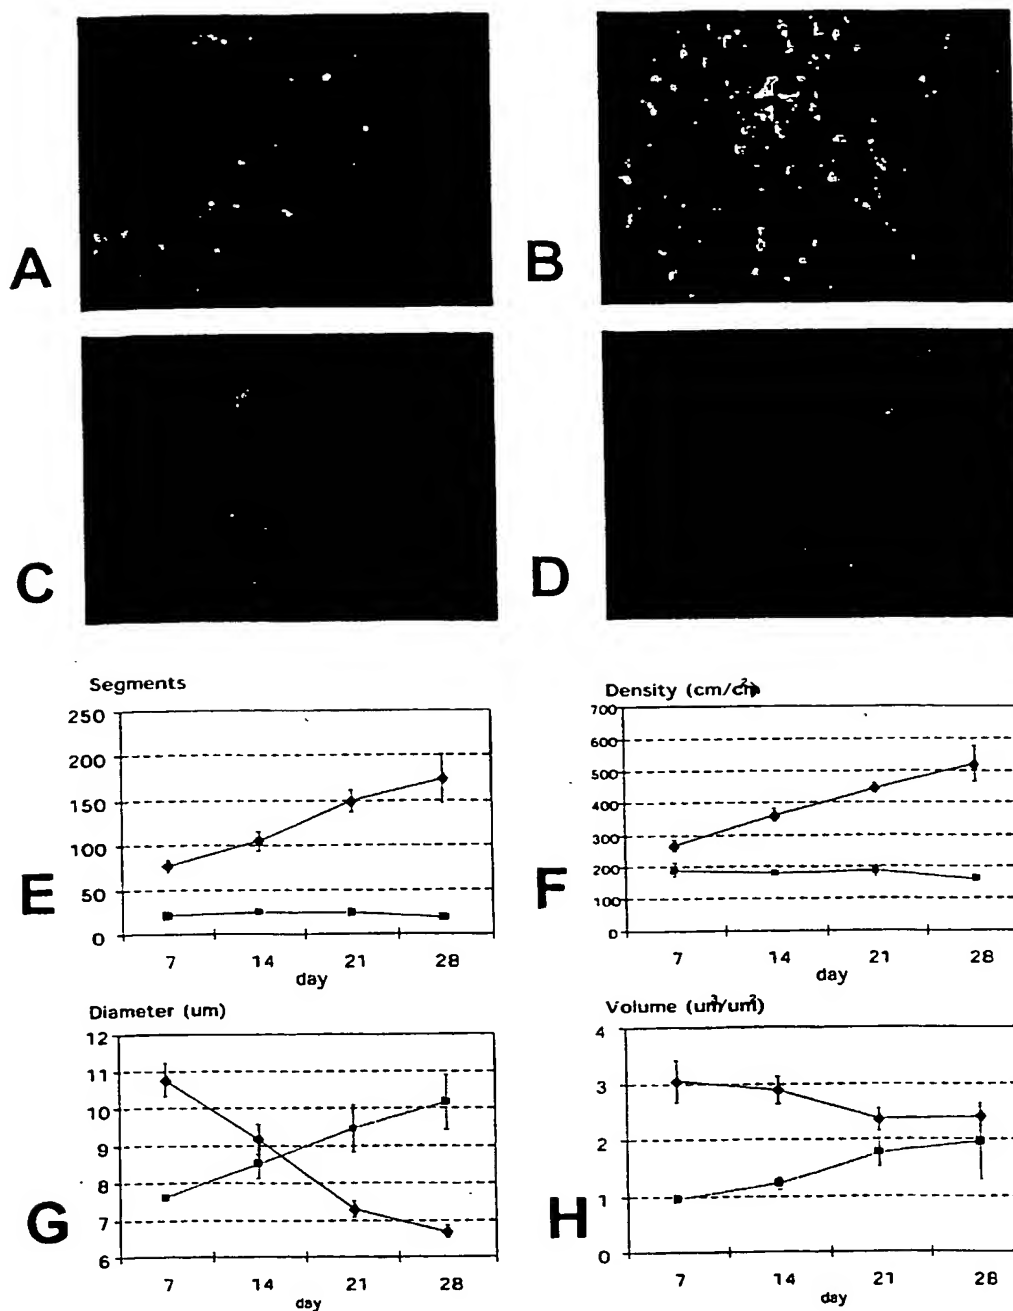 A
B
C
D
Segments
250
200
150
100
50
0
7 14 21 28
day
E
Density (cm/cm²)
700
600
500
400
300
200
100
0
7 14 21 28
day
F
Diameter (um)
12
11
10
9
8
7
6
7 14 21 28
day
G
Volume (um³/um²)
4
3
2
1
0
7 14 21 28
day
H